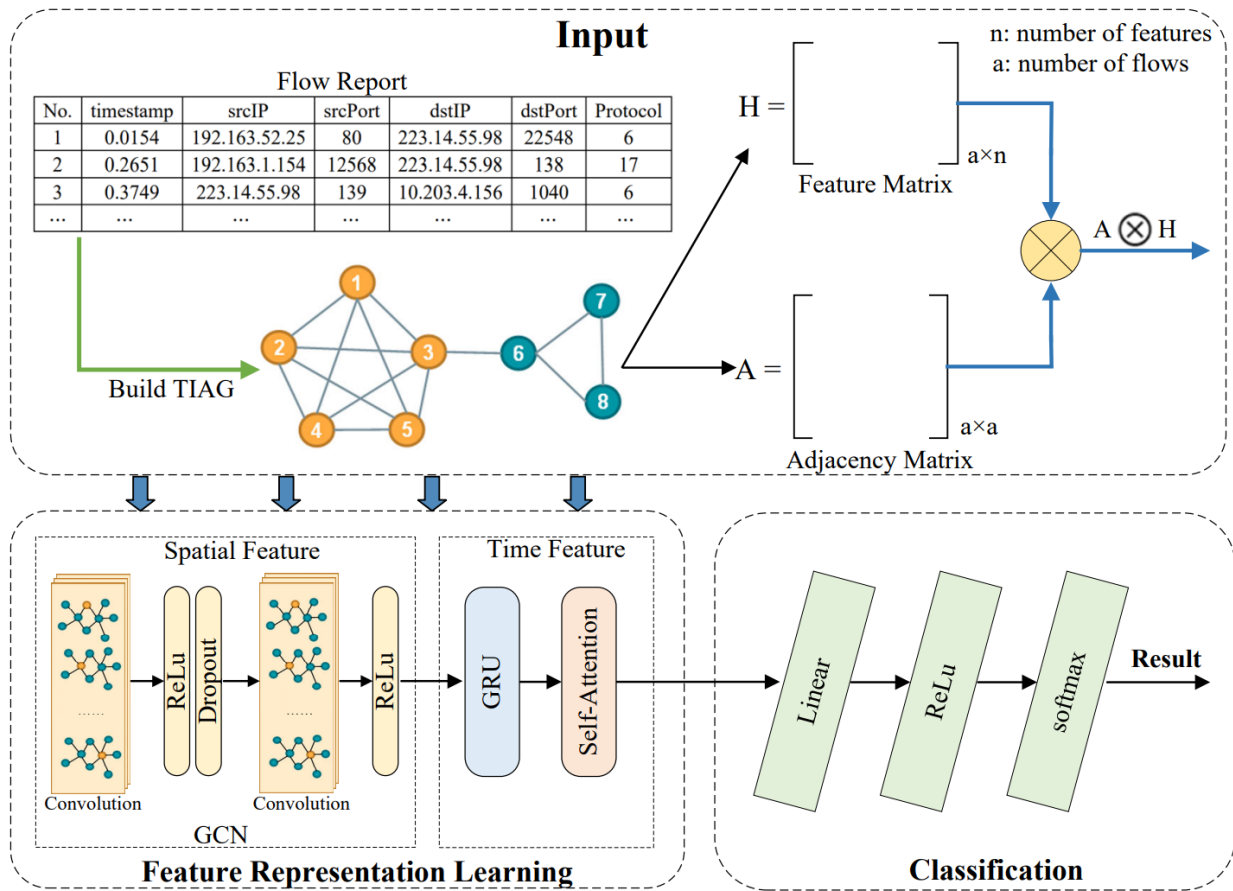 Input
n: number of features
a: number of flows
Flow Report
No. timestamp srcIP srcPort dstIP dstPort Protocol
1 0.0154 192.163.52.25 80 223.14.55.98 22548 6
2 0.2651 192.163.1.154 12568 223.14.55.98 138 17
3 0.3749 223.14.55.98 139 10.203.4.156 1040 6
... ... ... ... ... ... ...
H =
a×n
Feature Matrix
A ⊗ H
Build TIAG
1
2
3
4
5
6
7
8
A =
a×a
Adjacency Matrix
Spatial Feature
Time Feature
......
Convolution
ReLu
Dropout
......
Convolution
ReLu
GCN
GRU
Self-Attention
Feature Representation Learning
Linear
ReLu
softmax
Result
Classification